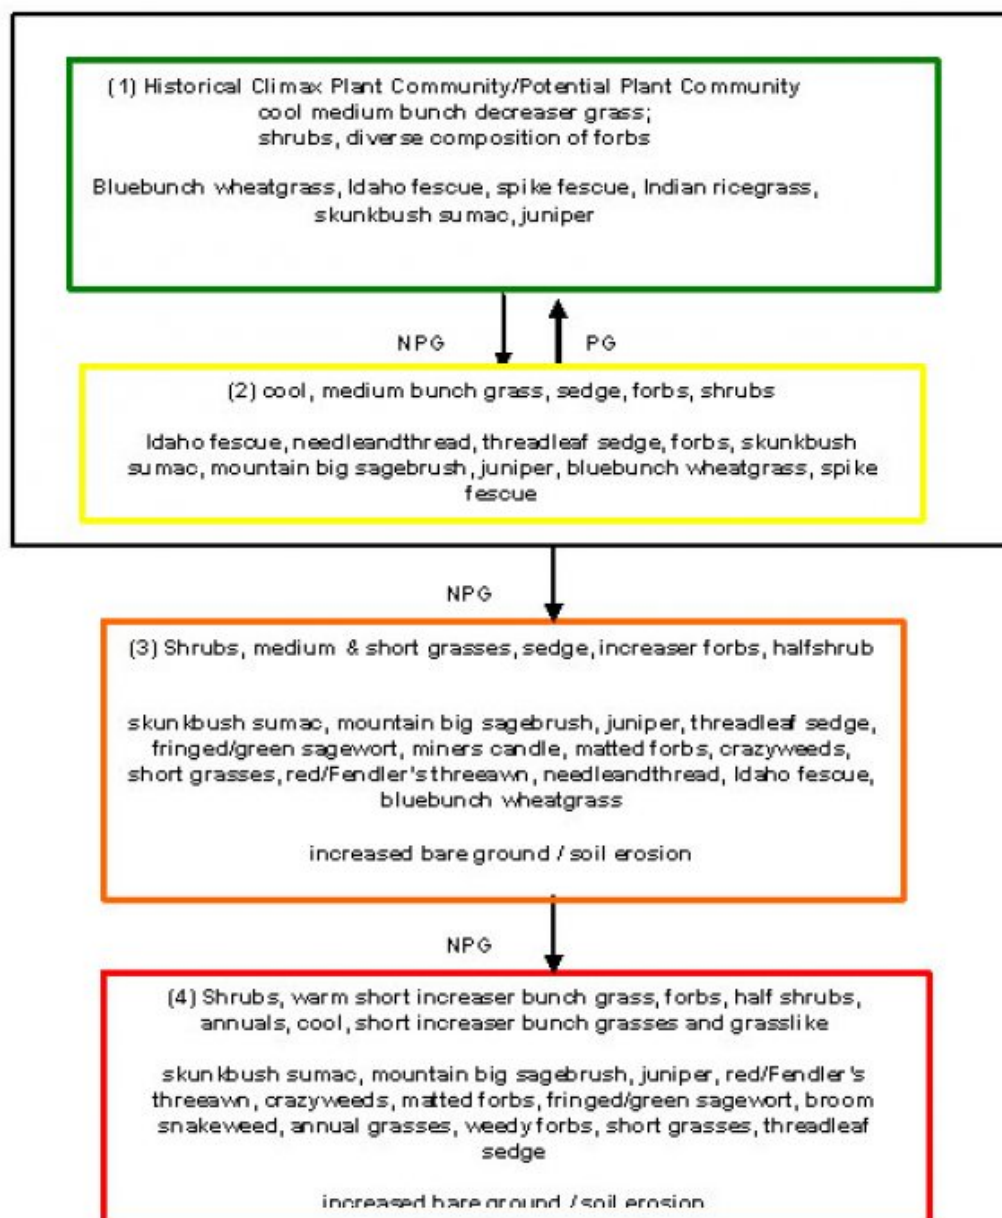 (1) Historical Climax Plant Community/Potential Plant Community
cool medium bunch decreaser grass;
shrubs, diverse composition of forbs
Bluebunch wheatgrass, Idaho fescue, spike fescue, Indian ricegrass,
skunkbush sumac, juniper
NPG
PG
(2) cool, medium bunch grass, sedge, forbs, shrubs
Idaho fescue, needleandthread, threadleaf sedge, forbs, skunkbush
sumac, mountain big sagebrush, juniper, bluebunch wheatgrass, spike
fescue
NPG
(3) Shrubs, medium & short grasses, sedge, increaser forbs, halfshrub
skunkbush sumac, mountain big sagebrush, juniper, threadleaf sedge,
fringed/green sagewort, miners candle, matted forbs, crazyweeds,
short grasses, red/Fendler's threeawn, needleandthread, Idaho fescue,
bluebunch wheatgrass
increased bare ground / soil erosion
NPG
(4) Shrubs, warm short increaser bunch grass, forbs, half shrubs,
annuals, cool, short increaser bunch grasses and grasslike
skunkbush sumac, mountain big sagebrush, juniper, red/Fendler's
threeawn, crazyweeds, matted forbs, fringed/green sagewort, broom
snakeweed, annual grasses, weedy forbs, short grasses, threadleaf
sedge
increased bare ground / soil erosion